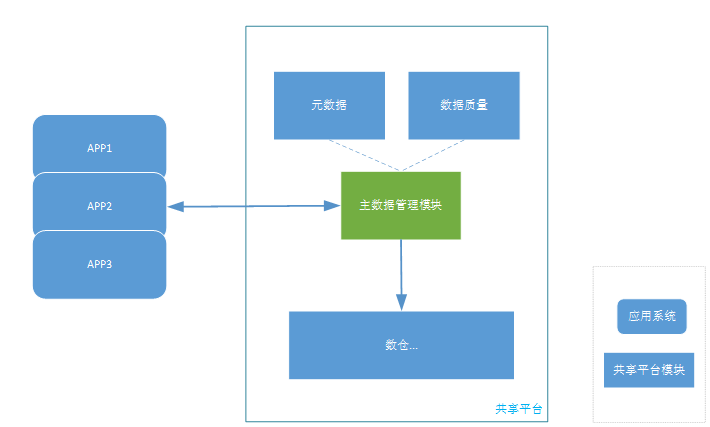 元数据
数据质量
APP1
APP2
APP3
主数据管理模块
数仓...
共享平台
应用系统
共享平台模块